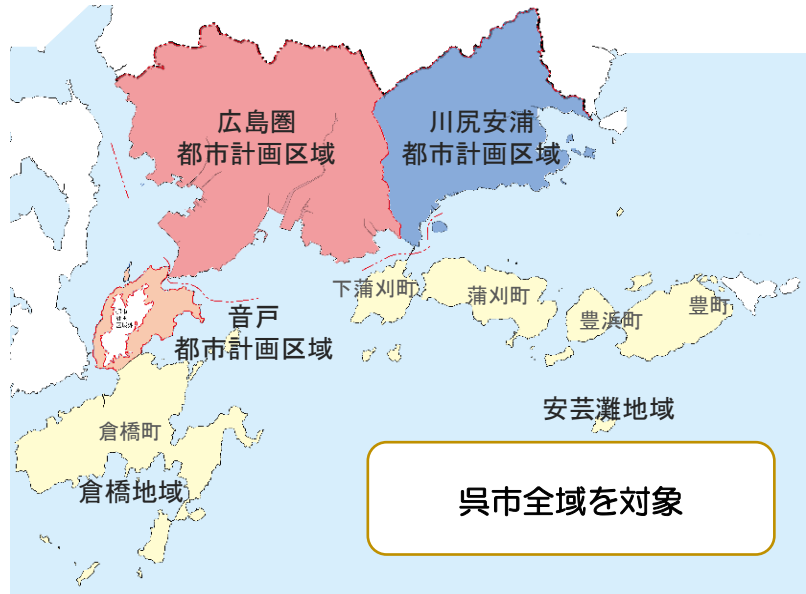 広島圏
都市計画区域
川尻安浦
都市計画区域
下蒲刈町
蒲刈町
豊浜町
豊町
音戸
都市計画区域
安芸灘地域
倉橋町
倉橋地域
呉市全域を対象